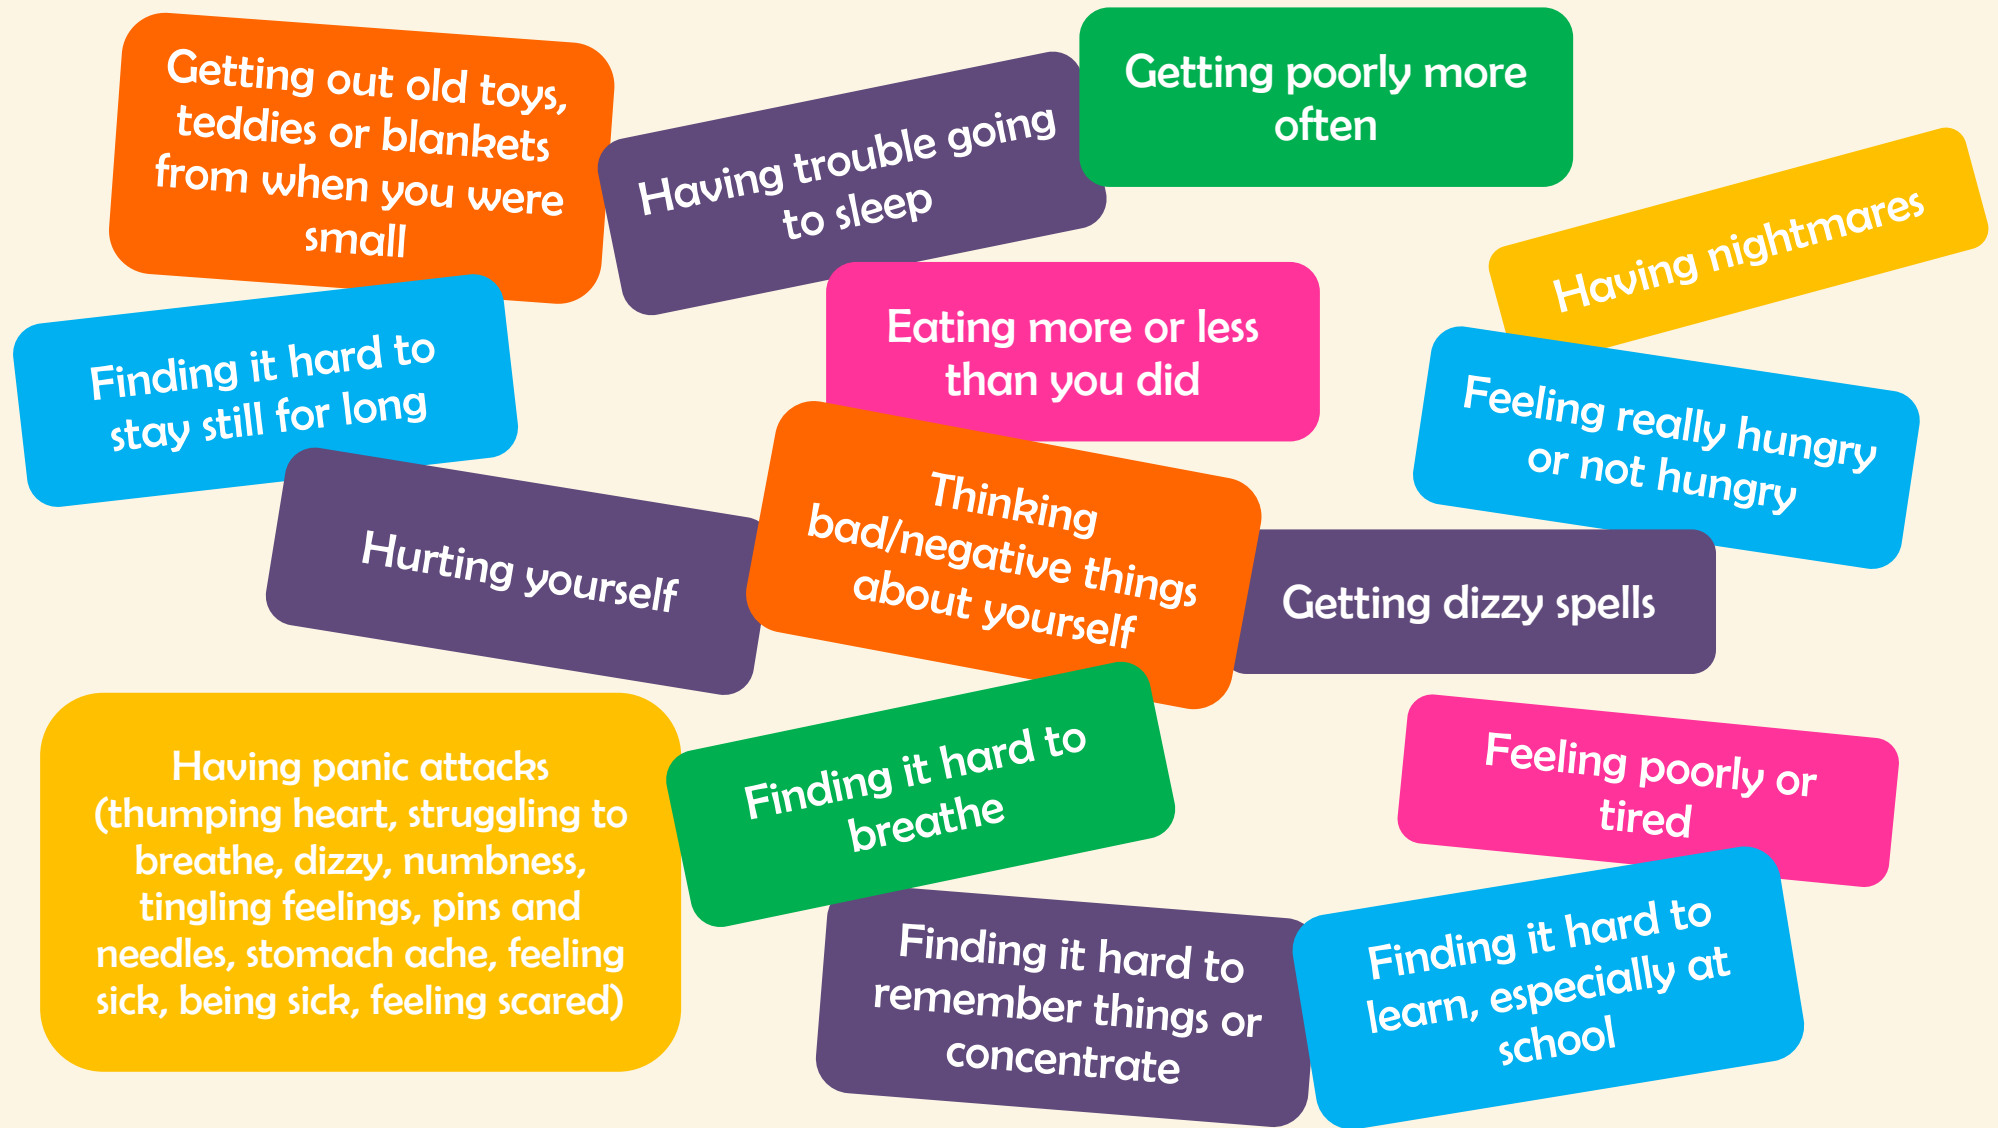 Getting out old toys,
teddies or blankets
from when you were
small
Having trouble going
to sleep
Getting poorly more
often
Having nightmares
Finding it hard to
stay still for long
Eating more or less
than you did
Feeling really hungry
or not hungry
Hurting yourself
Thinking
bad/negative things
about yourself
Getting dizzy spells
Having panic attacks
(thumping heart, struggling to
breathe, dizzy, numbness,
tingling feelings, pins and
needles, stomach ache, feeling
sick, being sick, feeling scared)
Finding it hard to
breathe
Feeling poorly or
tired
Finding it hard to
remember things or
concentrate
Finding it hard to
learn, especially at
school